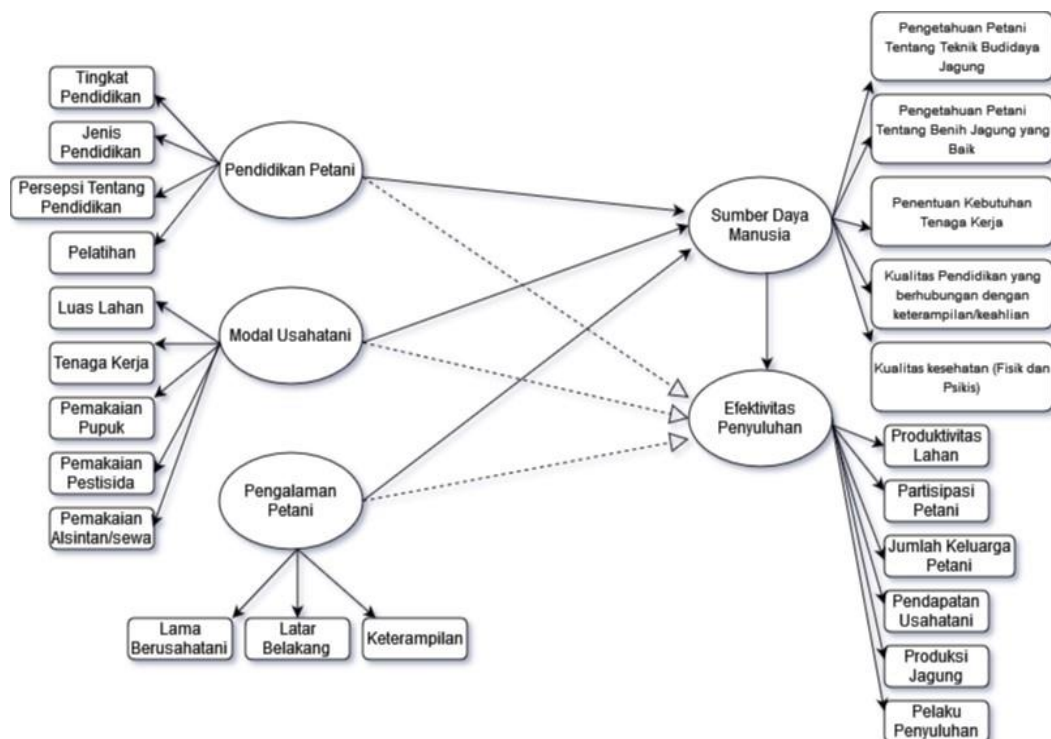 Tingkat
Pendidikan
Jenis
Pendidikan
Persepsi Tentang
Pendidikan
Pelatihan
Luas Lahan
Tenaga Kerja
Pemakaian
Pupuk
Pemakaian
Pestisida
Pemakaian
Alsintan/sewa
Pendidikan Petani
Modal Usahatani
Pengalaman
Petani
Lama
Berusahatani
Latar
Belakang
Keterampilan
Sumber Daya
Manusia
Efektivitas
Penyuluhan
Pengetahuan Petani
Tentang Teknik Budidaya
Jagung
Pengetahuan Petani
Tentang Benih Jagung yang
Baik
Penentuan Kebutuhan
Tenaga Kerja
Kualitas Pendidikan yang
berhubungan dengan
keterampilan/keahlian
Kualitas kesehatan (Fisik dan
Psikis)
Produktivitas
Lahan
Partisipasi
Petani
Jumlah Keluarga
Petani
Pendapatan
Usahatani
Produksi
Jagung
Pelaku
Penyuluhan